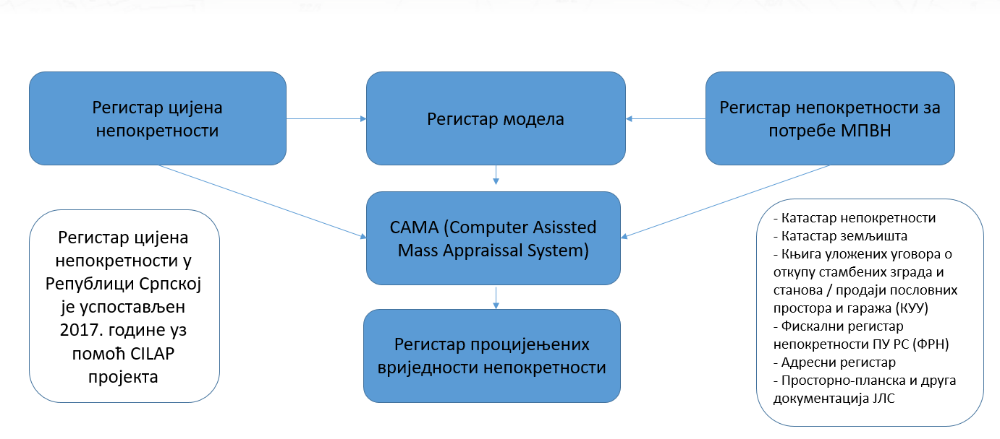 Регистар цијена
непокретности
Регистар модела
Регистар непокретности за
потребе МПВН
CAMA (Computer Asissted
Mass Appraissal System)
Регистар цијена
непокретности у
Републици Српској
је успостављен
2017. године уз
помоћ CILAP
пројекта
- Катастар непокретности
- Катастар земљишта
- Књига уложених уговора о
откупу стамбених зграда и
станова / продаји пословних
простора и гаража (КУУ)
- Фискални регистар
непокретности ПУ РС (ФРН)
- Адресни регистар
- Просторно-планска и друга
документација ЈЛС
Регистар процијењених
вриједности непокретности